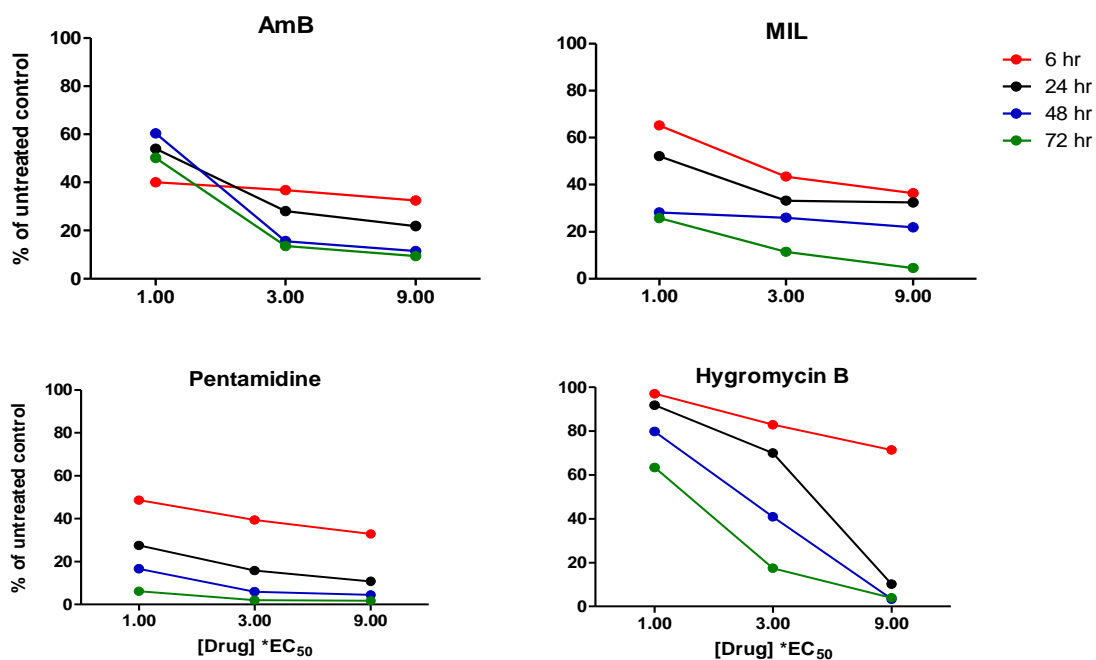 AmB
% of untreated control
100
80
60
40
20
0
1.00 3.00 9.00
MIL
100
80
60
40
20
0
1.00 3.00 9.00
6 hr
24 hr
48 hr
72 hr
Pentamidine
% of untreated control
100
80
60
40
20
0
1.00 3.00 9.00
[Drug] *EC50
Hygromycin B
100
80
60
40
20
0
1.00 3.00 9.00
[Drug] *EC50